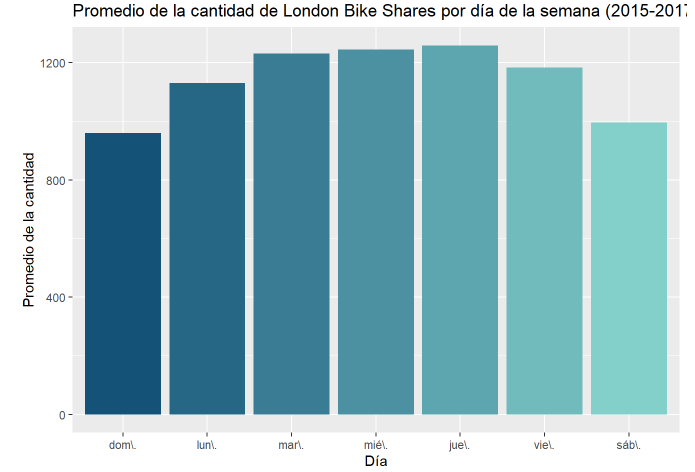 Promedio de la cantidad de London Bike Shares por día de la semana (2015-2017
Promedio de la cantidad
1200
800
400
0
dom\. lun\. mar\. mié\. jue\. vie\. sáb\.
Día